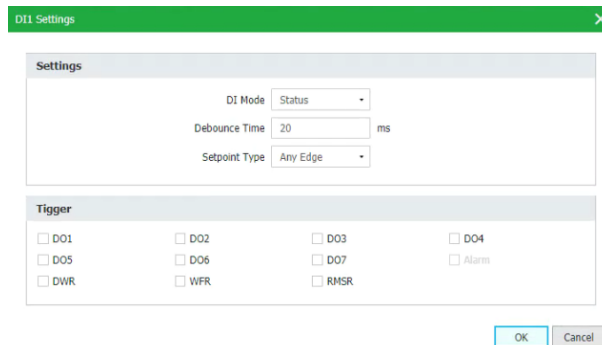 DI1 Settings
Settings
DI Mode Status
Debounce Time 20 ms
Setpoint Type Any Edge
Tigger
DO1 DO2 DO3 DO4
DO5 DO6 DO7 Alarm
DWR WFR RMSR
OK Cancel